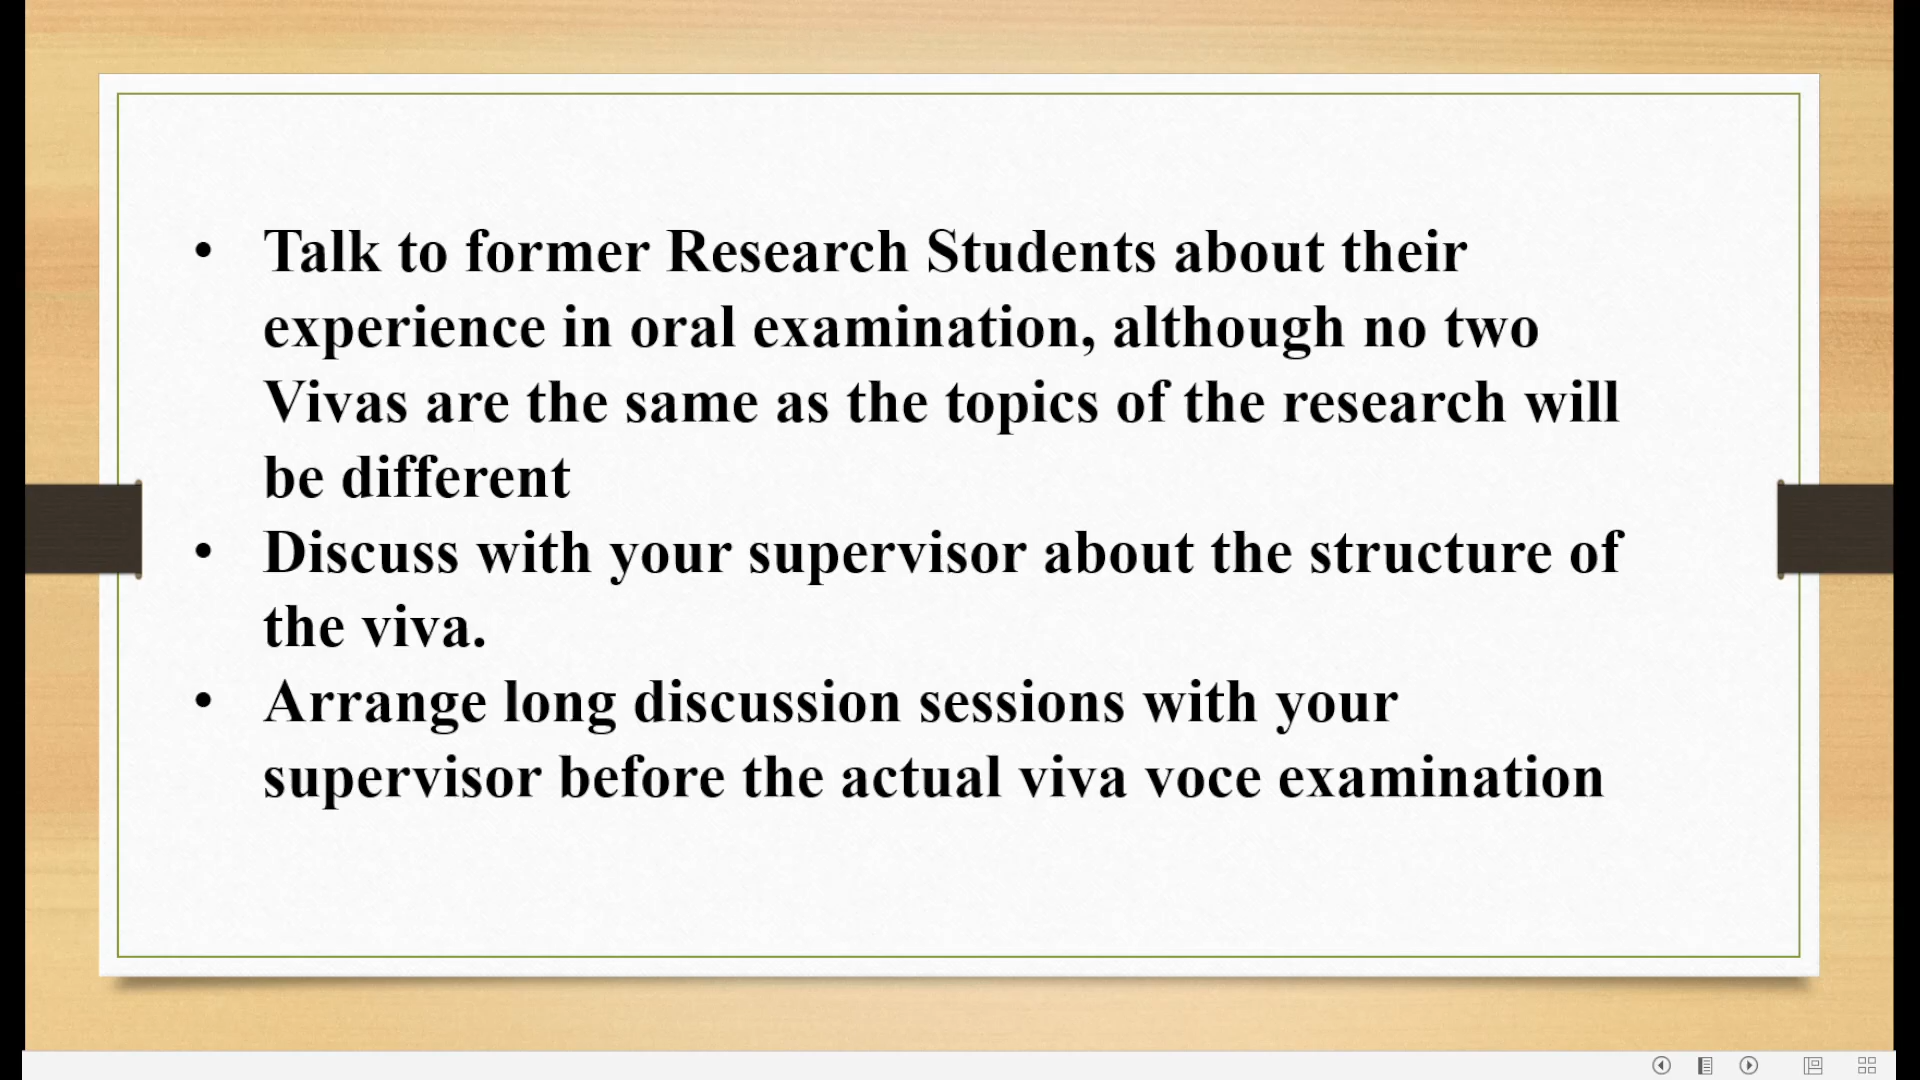 • Talk to former Research Students about their
experience in oral examination, although no two
Vivas are the same as the topics of the research will
be different
• Discuss with your supervisor about the structure of
the viva.
• Arrange long discussion sessions with your
supervisor before the actual viva voce examination